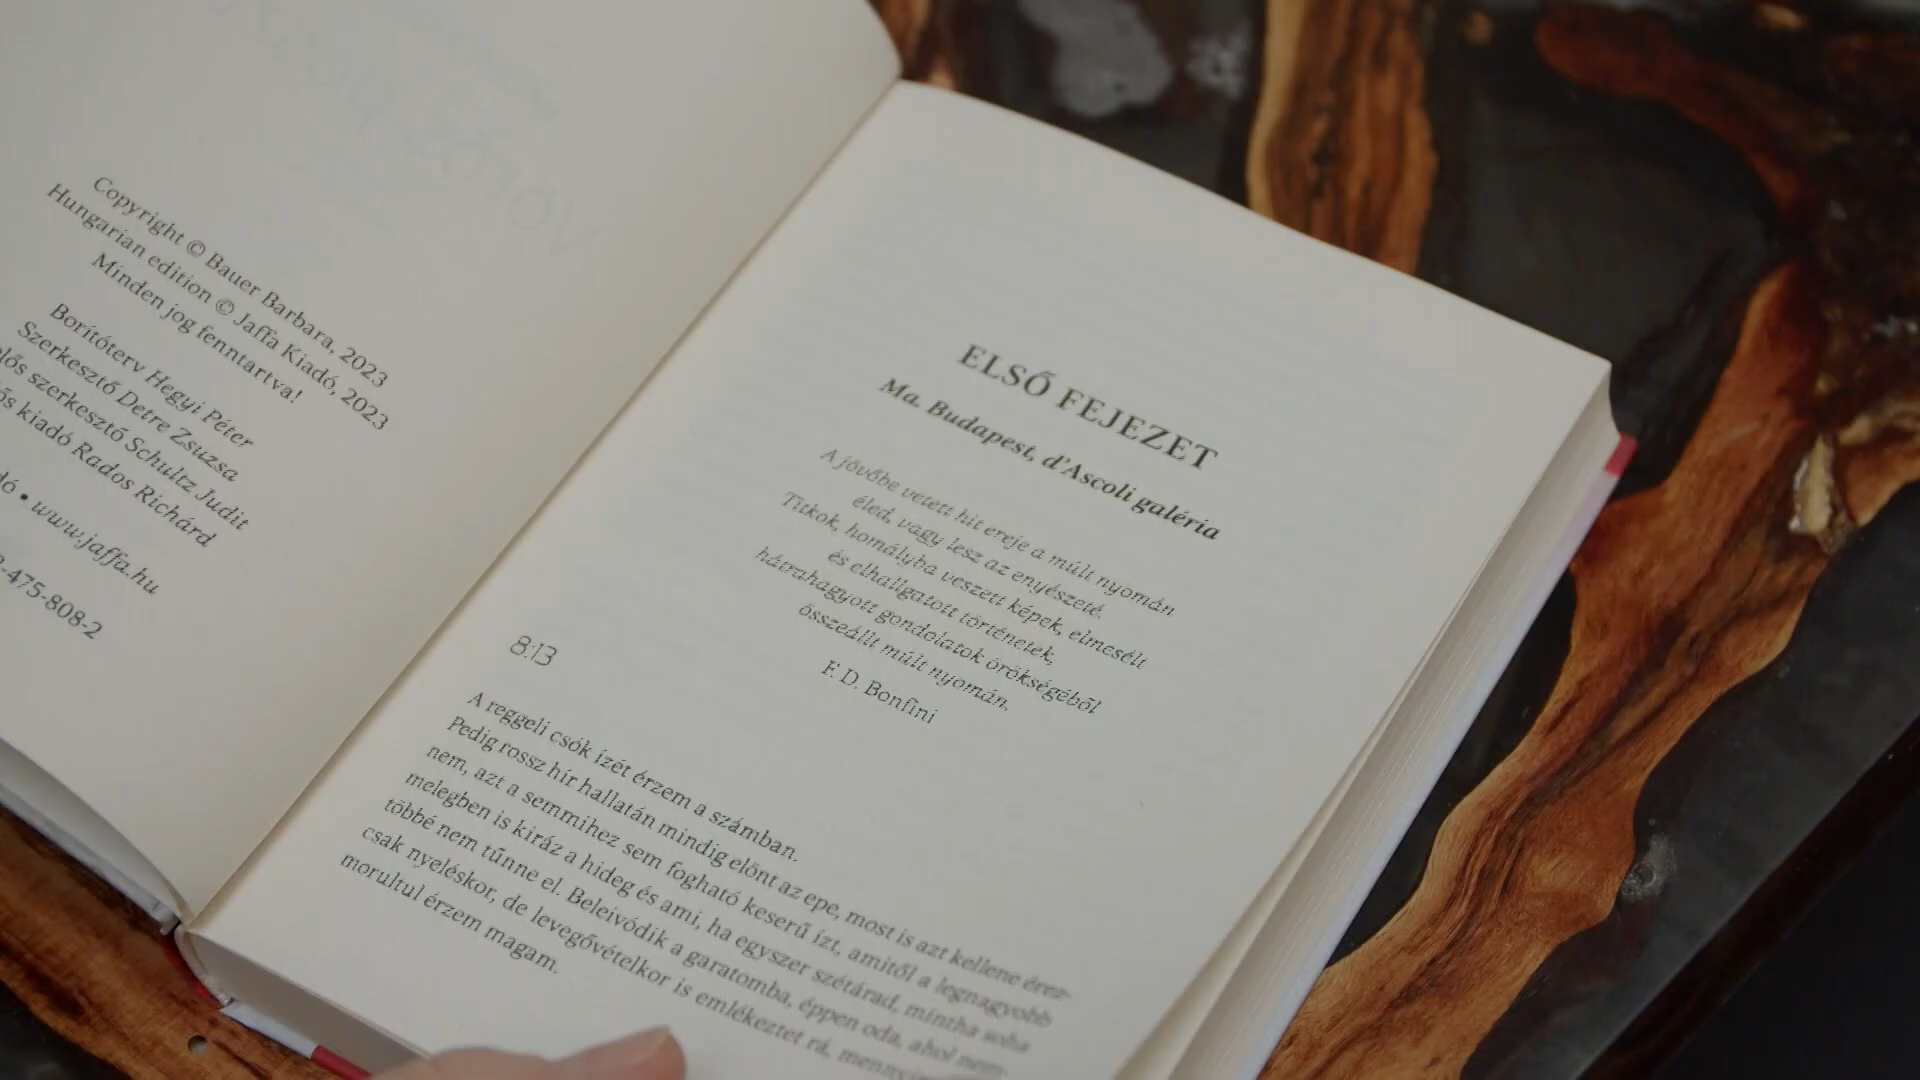 Copyright © Bauer Barbara, 2023
Hungarian edition © Jaffa Kiadó, 2023
Minden jog fenntartva!
Borítóterv Hegyi Péter
Szerkesztő Detre Zsuzsa
szerkesztő Schultz Judit
kiadó Rados Richárd
• www.jaffa.hu
-475-808-2
ELSŐ FEJEZET
Ma. Budapest, d'Ascoli galéria
A jövőbe vetett hit ereje a múlt nyomán
éled, vagy lesz az enyészeté.
Titkok, homályba veszett képek, elmesélt
és elhallgatott történetek,
hátrahagyott gondolatok örökségéből
összeállt múlt nyomán.
F. D. Bonfini
8:13
A reggeli csók ízét érzem a számban.
Pedig rossz hír hallatán mindig elönt az epe, most is azt kellene érez-
nem, azt a semmihez sem fogható keserű ízt, amitől a legnagyobb
melegben is kiráz a hideg és ami, ha egyszer szétárad, mintha soha
többé nem tűnne el. Beleivódik a garatomba, éppen oda, ahol nem
csak nyeléskor, de levegővételkor is emlékeztet rá,
morultul érzem magam.